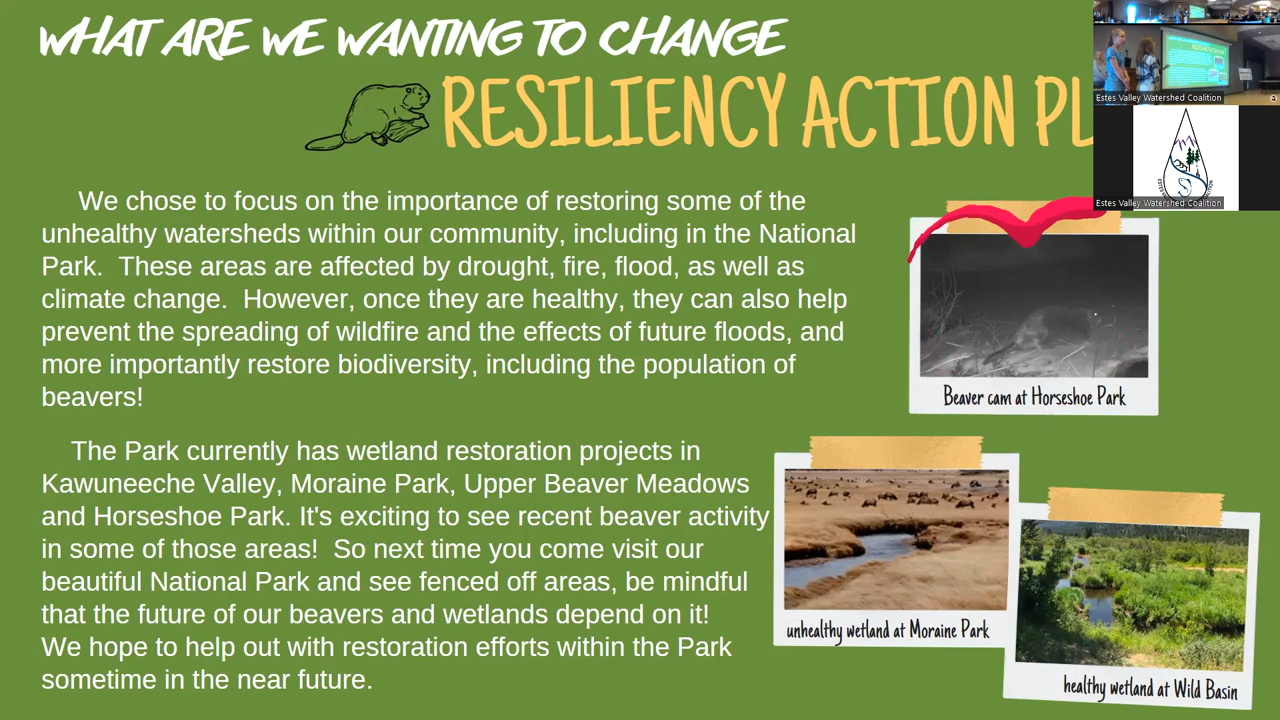 WHAT ARE WE WANTING TO CHANGE
RESILIENCY ACTION PL
Estes Valley Watershed Coalition
Estes Valley Watershed Coalition
We chose to focus on the importance of restoring some of the
unhealthy watersheds within our community, including in the National
Park.  These areas are affected by drought, fire, flood, as well as
climate change.  However, once they are healthy, they can also help
prevent the spreading of wildfire and the effects of future floods, and
more importantly restore biodiversity, including the population of
beavers!
Beaver cam at Horseshoe Park
The Park currently has wetland restoration projects in
Kawuneeche Valley, Moraine Park, Upper Beaver Meadows
and Horseshoe Park. It's exciting to see recent beaver activity
in some of those areas!  So next time you come visit our
beautiful National Park and see fenced off areas, be mindful
that the future of our beavers and wetlands depend on it!
We hope to help out with restoration efforts within the Park
sometime in the near future.
unhealthy wetland at Moraine Park
healthy wetland at Wild Basin